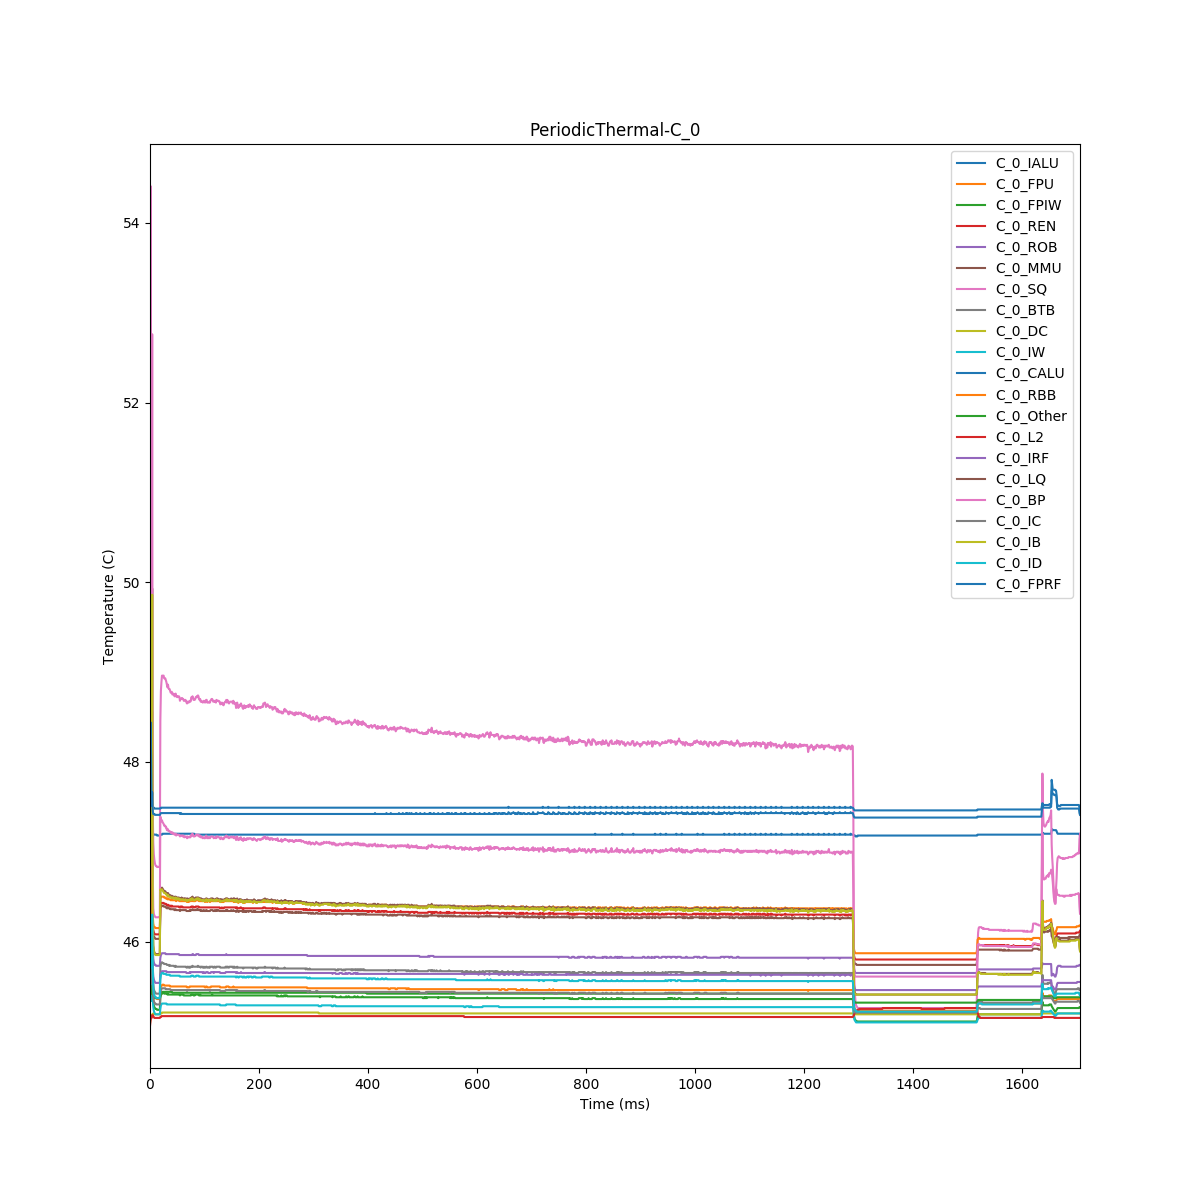 PeriodicThermal-C_0
C_0_IALU
C_0_FPU
C_0_FPIW
C_0_REN
C_0_ROB
C_0_MMU
C_0_SQ
C_0_BTB
C_0_DC
C_0_IW
C_0_CALU
C_0_RBB
C_0_Other
C_0_L2
C_0_IRF
C_0_LQ
C_0_BP
C_0_IC
C_0_IB
C_0_ID
C_0_FPRF
54
52
50
48
46
Temperature (C)
0 200 400 600 800 1000 1200 1400 1600
Time (ms)